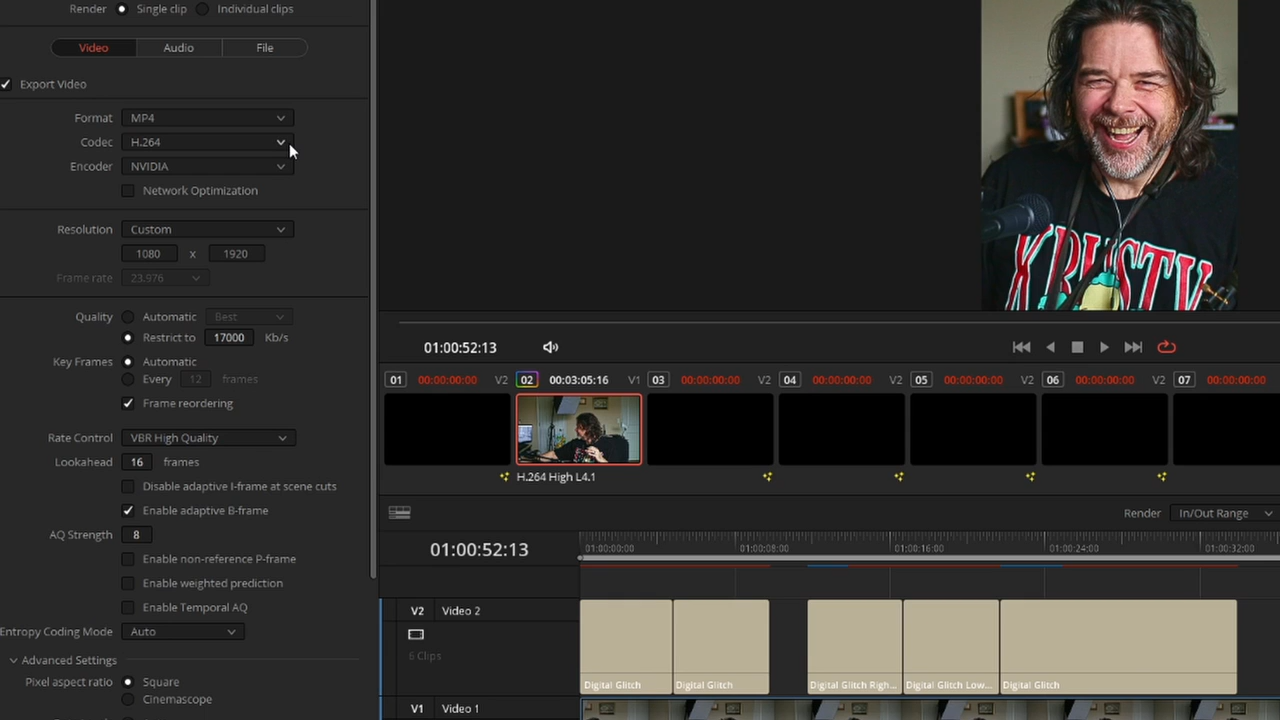 Render Single clip Individual clips
Video Audio File
Export Video
Format MP4
Codec H.264
Encoder NVIDIA
Network Optimization
Resolution Custom
1080 x 1920
Frame rate 23.976
Quality Automatic Best
Restrict to 17000 Kb/s
Key Frames Automatic
Every 12 frames
Frame reordering
Rate Control VBR High Quality
Lookahead 16 frames
Disable adaptive I-frame at scene cuts
Enable adaptive B-frame
AQ Strength 8
Enable non-reference P-frame
Enable weighted prediction
Enable Temporal AQ
Entropy Coding Mode Auto
Advanced Settings
Pixel aspect ratio Square
Cinemascope
KRUSTY
01:00:52:13
01 00:00:00:00 V2 02 00:03:05:16 V1 03 00:00:00:00 V2 04 00:00:00:00 V2 05 00:00:00:00 V2 06 00:00:00:00 V2 07 00:00:00:00
H.264 High L4.1
Render In/Out Range
01:00:52:13 01:00:00:00 01:00:08:00 01:00:16:00 01:00:24:00 01:00:32:00
V2 Video 2
6 Clips
Digital Glitch Digital Glitch Digital Glitch Righ... Digital Glitch Low... Digital Glitch
V1 Video 1